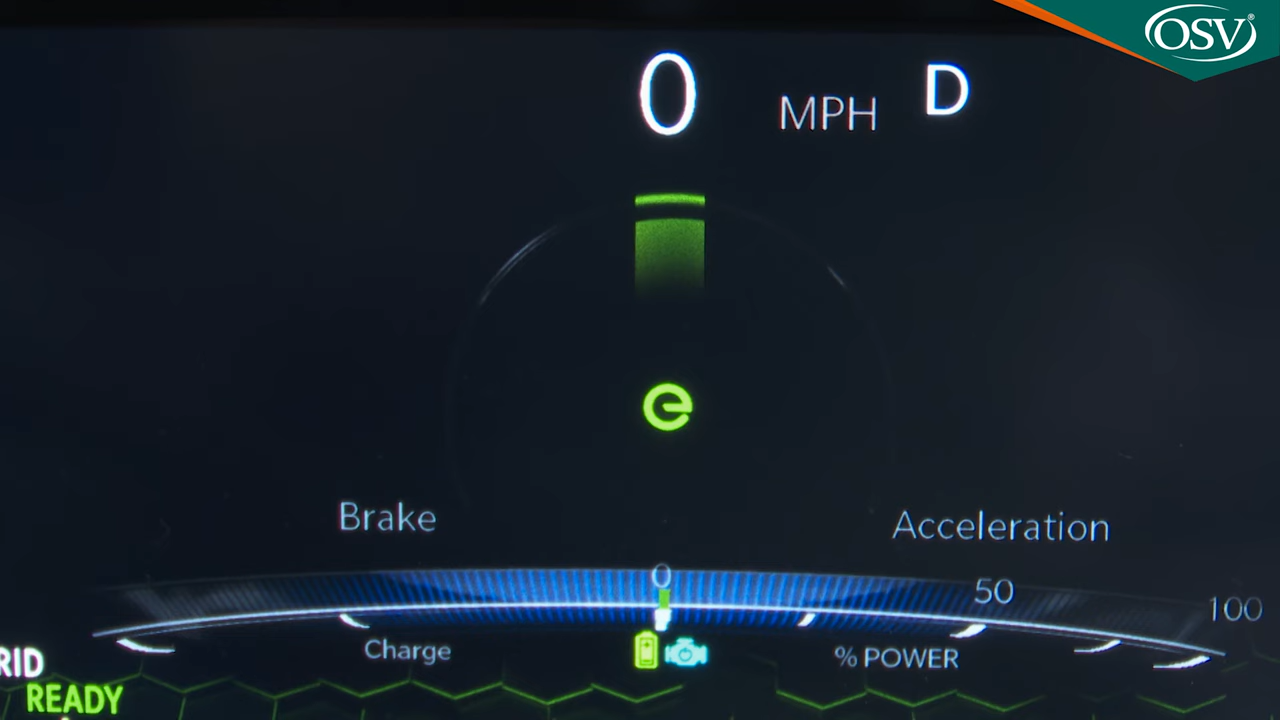 OSV®
0 MPH D
e
Brake
Acceleration
0
50
100
Charge
% POWER
RID
READY